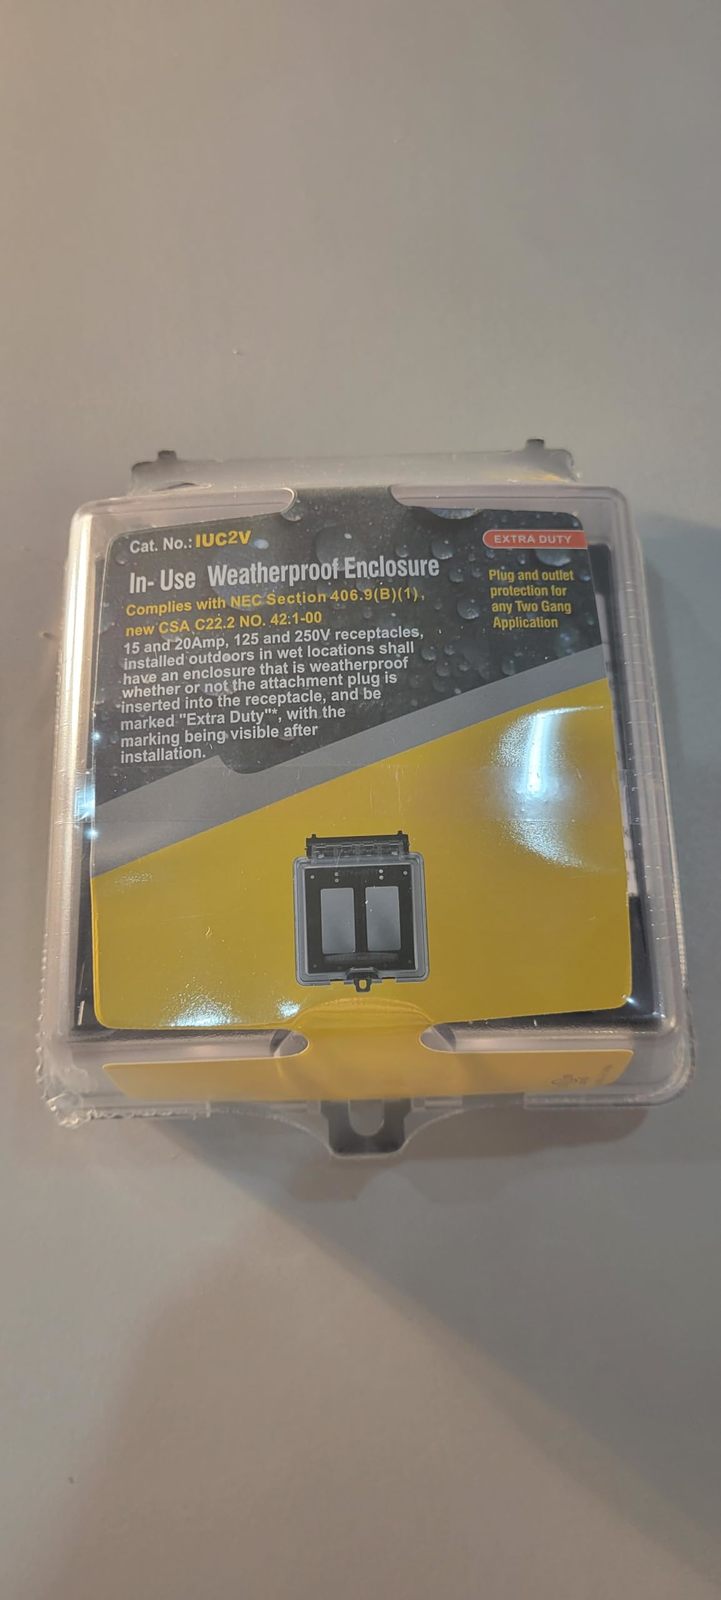 Cat. No.: IUC2V
EXTRA DUTY
In- Use Weatherproof Enclosure
Complies with NEC Section 406.9(B)(1),
new CSA C22.2 NO. 42.1-00
15 and 20Amp, 125 and 250V receptacles,
installed outdoors in wet locations shall
have an enclosure that is weatherproof
whether or not the attachment plug is
inserted into the receptacle, and be
marked "Extra Duty"*, with the
marking being visible after
installation.
Plug and outlet
protection for
any Two Gang
Application